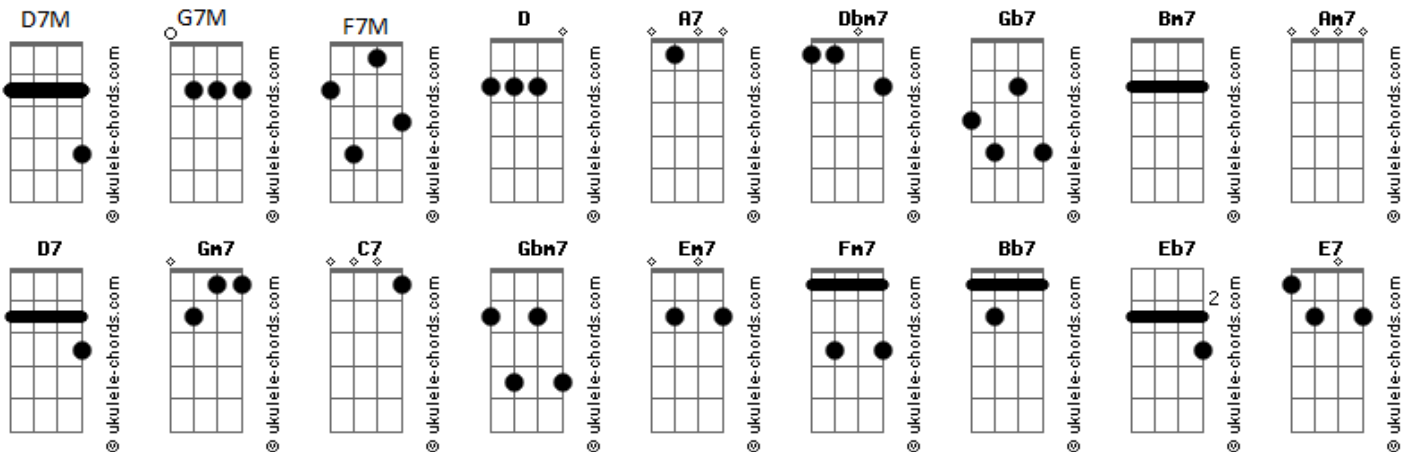 D7M G7M F7M D A7 Dbm7 Gb7 Bm7 Am7
© ukulele-chords.com © ukulele-chords.com © ukulele-chords.com © ukulele-chords.com © ukulele-chords.com © ukulele-chords.com © ukulele-chords.com © ukulele-chords.com © ukulele-chords.com
D7 Gm7 C7 Gbm7 Em7 Fm7 Bb7 Eb7 E7
2
© ukulele-chords.com © ukulele-chords.com © ukulele-chords.com © ukulele-chords.com © ukulele-chords.com © ukulele-chords.com © ukulele-chords.com © ukulele-chords.com © ukulele-chords.com